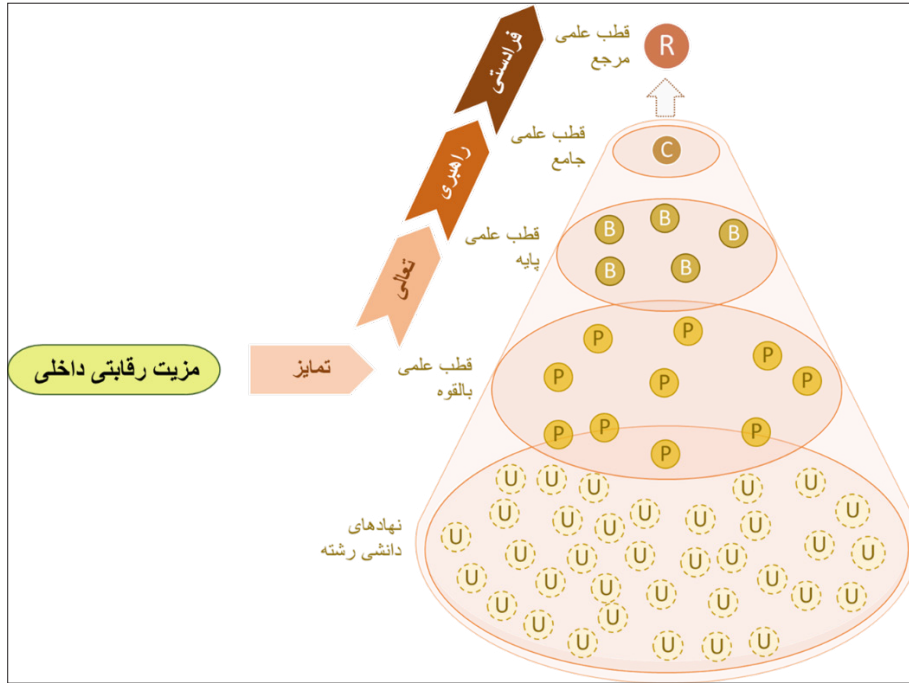 فرادستی
راهبری
تعالی
تمایز
مزیت رقابتی داخلی
قطب علمی
مرجع
R
قطب علمی
جامع
C
قطب علمی
پایه
B B B
B B
قطب علمی
بالقوه
P P P
P P P
P P P
P
نهادهای
دانشی رشته
U U U U U
U U U U U U U
U U U U U U U U
U U U U U U U U
U U U U U U U